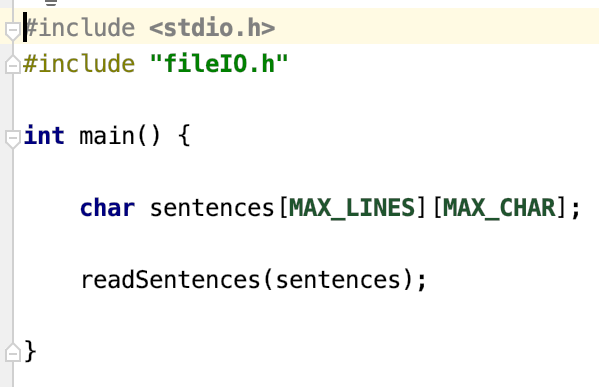 #include <stdio.h>
#include "fileIO.h"
int main() {
char sentences[MAX_LINES][MAX_CHAR];
readSentences(sentences);
}